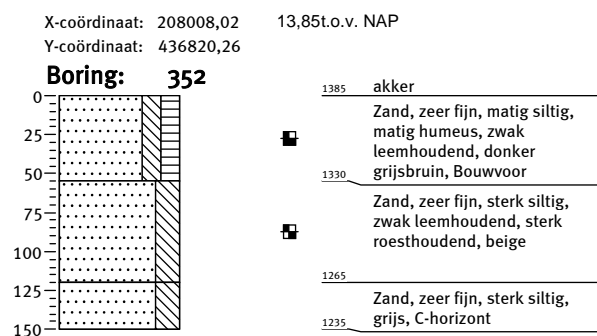 X-coördinaat: 208008,02 13,85t.o.v. NAP
Y-coördinaat: 436820,26
Boring: 352
0
25
50
75
100
125
150
1385 akker
Zand, zeer fijn, matig siltig,
matig humeus, zwak
leemhoudend, donker
grijsbruin, Bouwvoor
1330
Zand, zeer fijn, sterk siltig,
zwak leemhoudend, sterk
roesthoudend, beige
1265
Zand, zeer fijn, sterk siltig,
grijs, C-horizont
1235